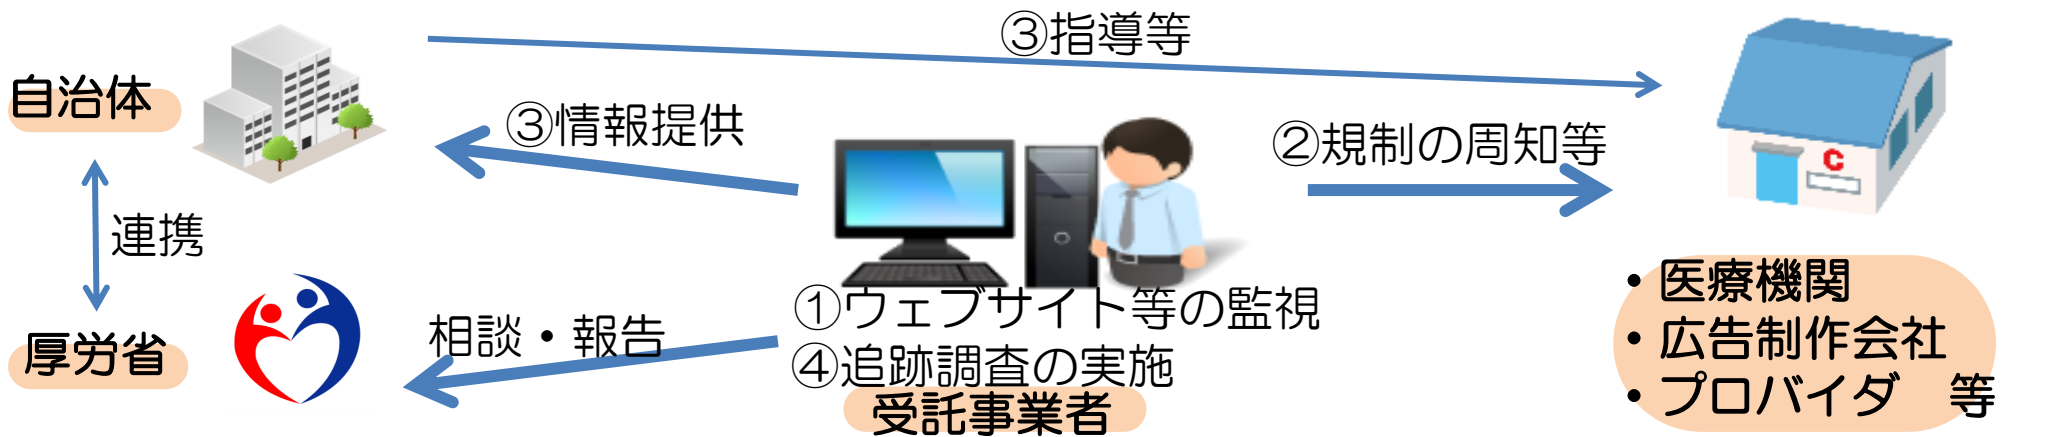 ③指導等
自治体
③情報提供
②規制の周知等
連携
C
①ウェブサイト等の監視
④追跡調査の実施
受託事業者
相談・報告
厚労省
・医療機関
・広告制作会社
・プロバイダ　等